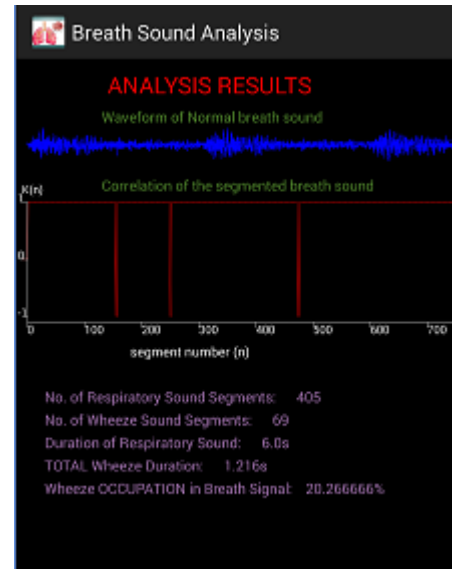 Breath Sound Analysis
ANALYSIS RESULTS
Waveform of Normal breath sound
Correlation of the segmented breath sound
K(n)
1
0
-1
0 100 200 300 400 500 600 700
segment number (n)
No. of Respiratory Sound Segments: 405
No. of Wheeze Sound Segments: 69
Duration of Respiratory Sound: 6.0s
TOTAL Wheeze Duration: 1.216s
Wheeze OCCUPATION in Breath Signal: 20.266666%